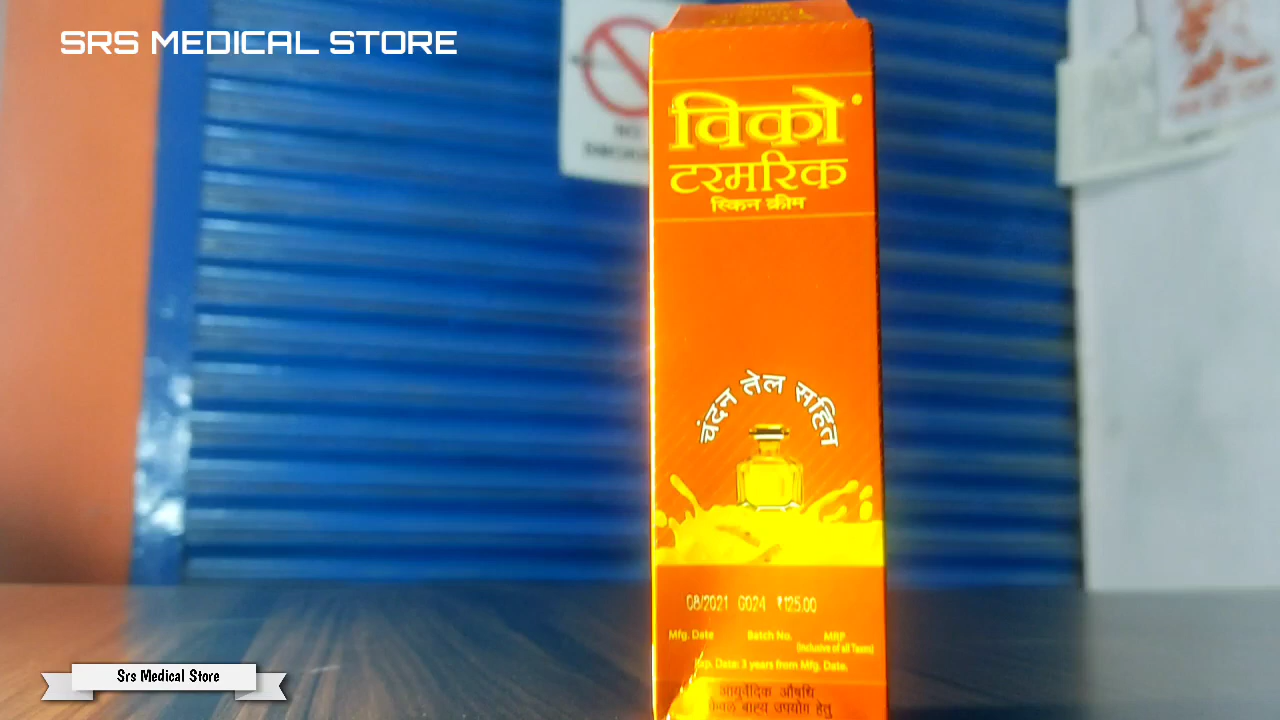 SRS MEDICAL STORE
विको
टरमरिक
स्किन क्रीम
चंदन तेल सहित
08/2021 G024 ₹125.00
Mfg. Date Batch No. MRP
(Inclusive of all Taxes)
Exp. Date: 3 years from Mfg. Date.
आयुर्वेदिक औषधि
केवल बाह्य उपयोग हेतु
Srs Medical Store